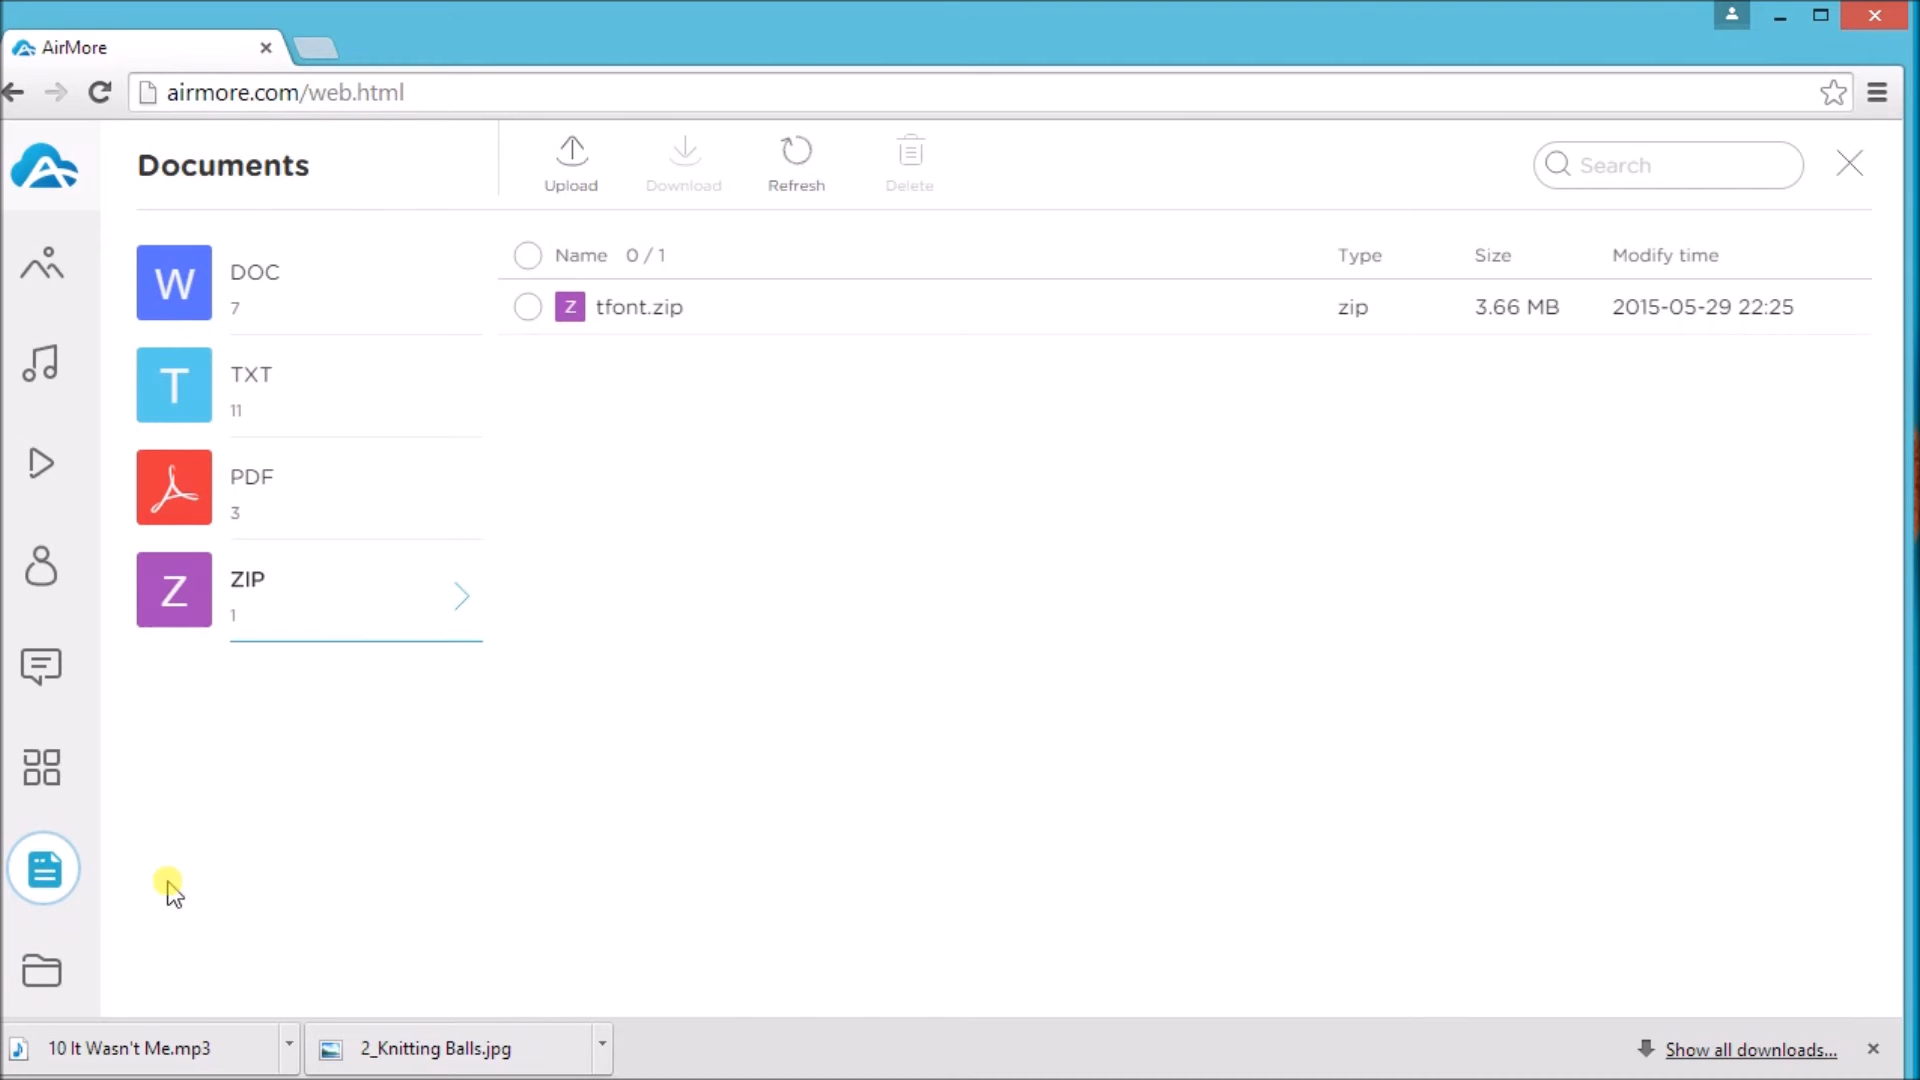 AirMore
airmore.com/web.html
Documents
Upload
Download
Refresh
Delete
Search
W
DOC
7
T
TXT
11
PDF
3
Z
ZIP
1
Name 0 / 1 Type Size Modify time
Z tfont.zip zip 3.66 MB 2015-05-29 22:25
10 It Wasn't Me.mp3
2_Knitting Balls.jpg
Show all downloads...